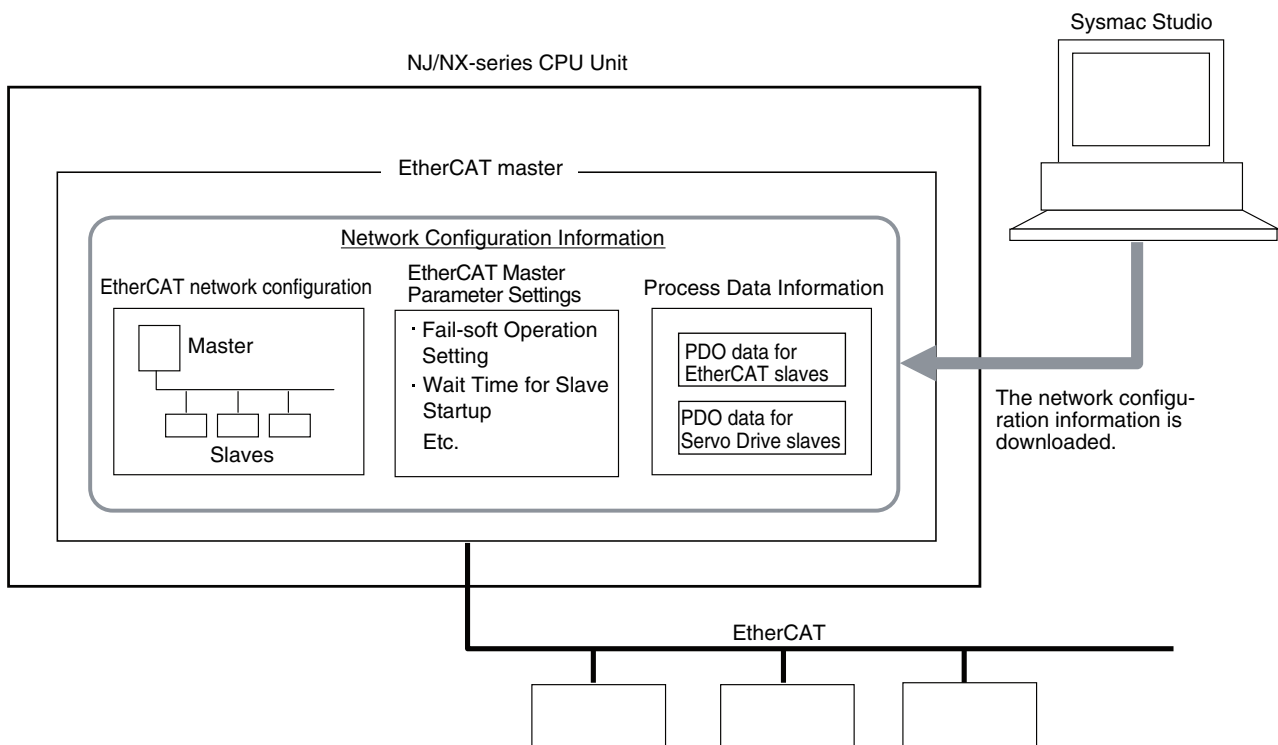 Sysmac Studio
NJ/NX-series CPU Unit
EtherCAT master
Network Configuration Information
EtherCAT network configuration
Master
Slaves
EtherCAT Master
Parameter Settings
· Fail-soft Operation
Setting
· Wait Time for Slave
Startup
Etc.
Process Data Information
PDO data for
EtherCAT slaves
PDO data for
Servo Drive slaves
The network configu-
ration information is
downloaded.
EtherCAT